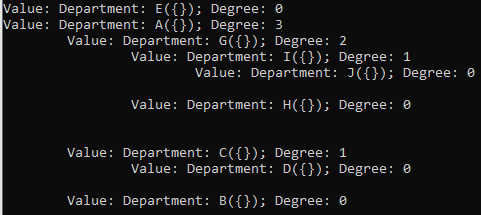 Value: Department: E({}); Degree: 0
Value: Department: A({}); Degree: 3
Value: Department: G({}); Degree: 2
Value: Department: I({}); Degree: 1
Value: Department: J({}); Degree: 0
Value: Department: H({}); Degree: 0
Value: Department: C({}); Degree: 1
Value: Department: D({}); Degree: 0
Value: Department: B({}); Degree: 0